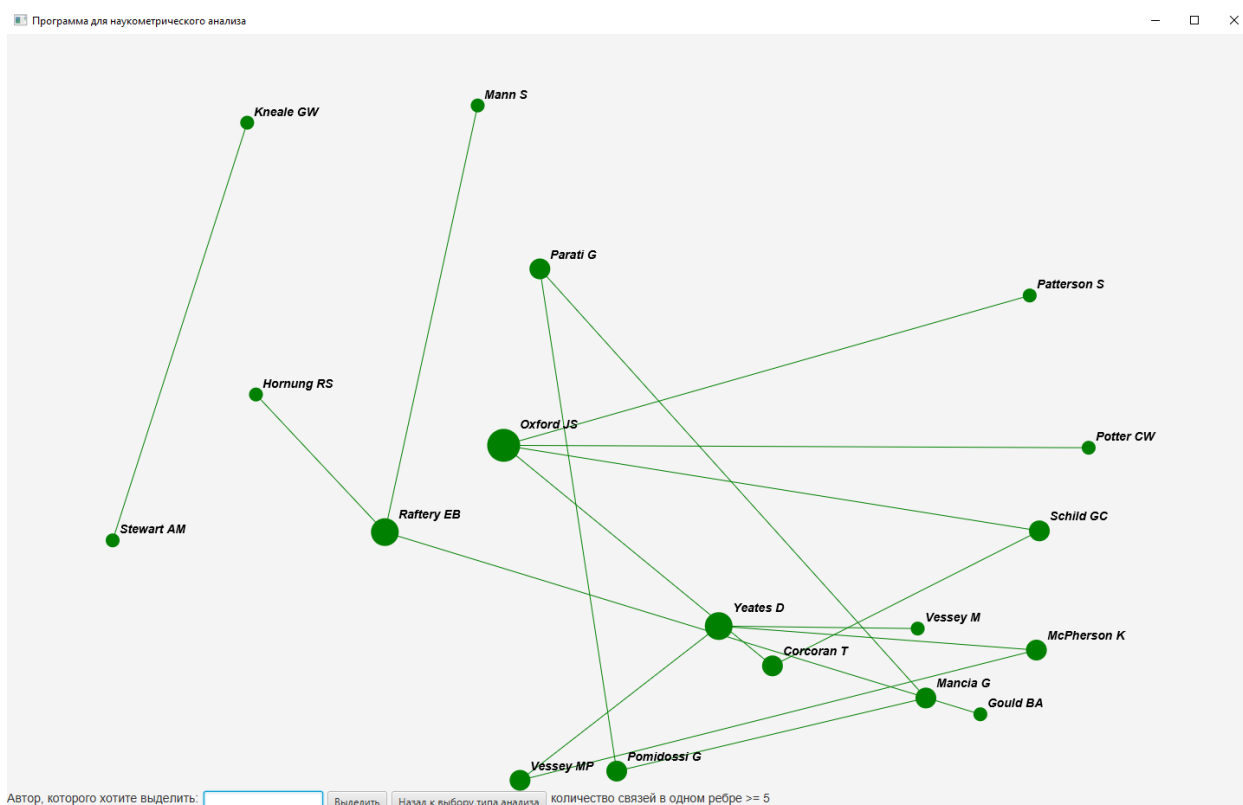 Программа для наукометрического анализа
Mann S
Kneale GW
Parati G
Patterson S
Hornung RS
Oxford JS
Potter CW
Raftery EB
Schild GC
Stewart AM
Yeates D
Vessey M
McPherson K
Corcoran T
Mancia G
Gould BA
Pomidossi G
Vessey MP
Автор, которого хотите выделить: Выделить Назад к выбору типа анализа количество связей в одном ребре >= 5